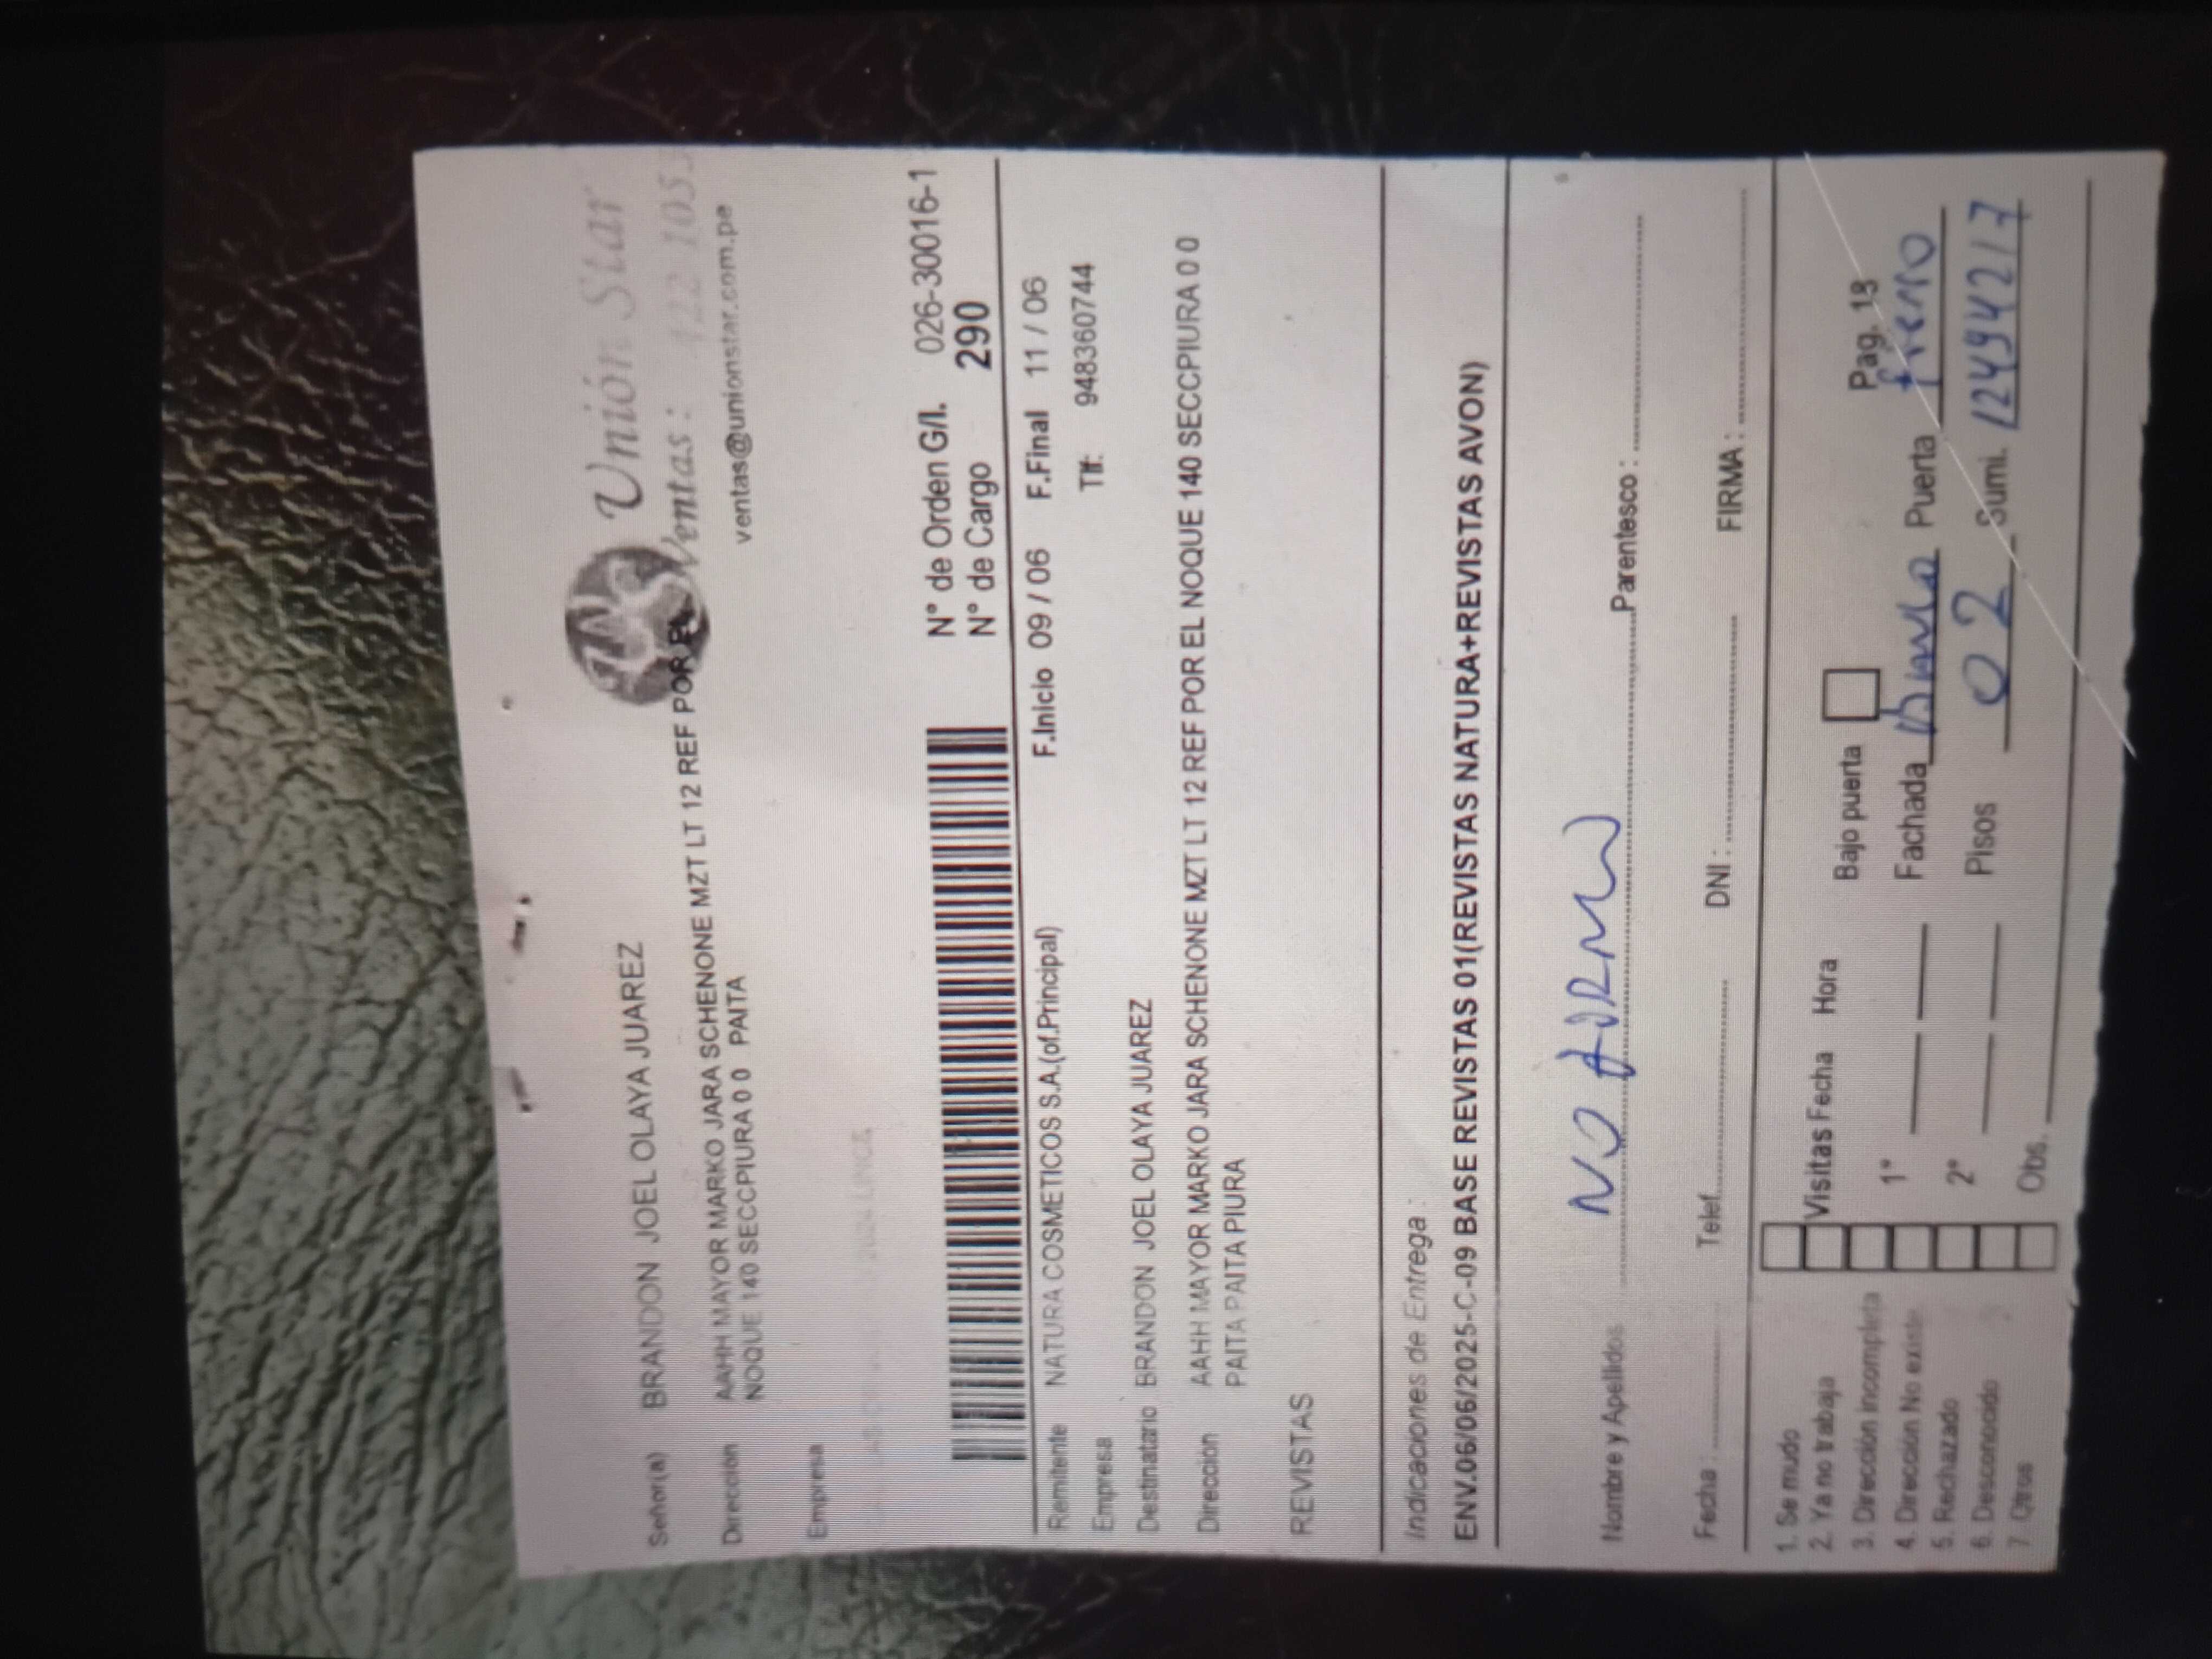 Unión Star
Ventas: 422 105
ventas@unionstar.com.pe
Señor(a) BRANDON JOEL OLAYA JUAREZ
Dirección AAHH MAYOR MARKO JARA SCHENONE MZT LT 12 REF POR EL
NOQUE 140 SECCPIURA 0 0 PAITA
Empresa
N° de Orden G/I. 026-30016-1
N° de Cargo 290
Remitente NATURA COSMETICOS S.A.(of.Principal) F.Inicio 09 / 06 F.Final 11 / 06
Empresa Tlf: 948360744
Destinatario BRANDON JOEL OLAYA JUAREZ
Dirección AAHH MAYOR MARKO JARA SCHENONE MZT LT 12 REF POR EL NOQUE 140 SECCPIURA 0 0
PAITA PAITA PIURA
REVISTAS
Indicaciones de Entrega :
ENV.06/06/2025-C-09 BASE REVISTAS 01(REVISTAS NATURA+REVISTAS AVON)
NO FIRMA
Nombre y Apellidos Parentesco :
Fecha : Telef. DNI : FIRMA :
1. Se mudo
2. Ya no trabaja Visitas Fecha Hora
3. Dirección incompleta Bajo puerta Pag. 18
4. Dirección No existe 1° Fachada Puerta fierro
5. Rechazado
6. Desconocido 2° Pisos 02 Sumi. 12494217
7. Otros Obs.